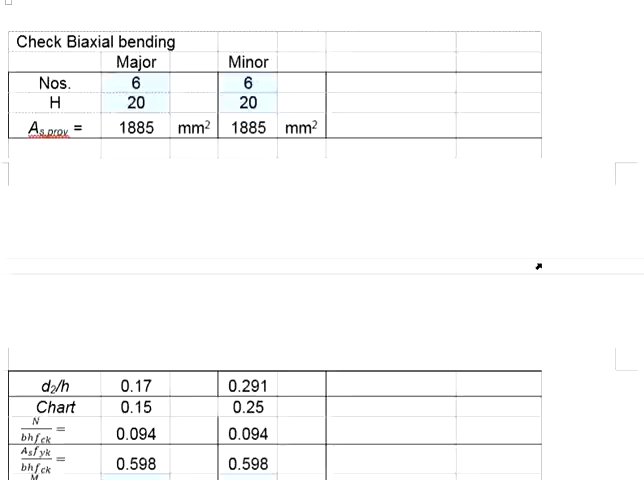 Check Biaxial bending
Major Minor
Nos. 6 6
H 20 20
As,prov = 1885 mm2 1885 mm2
d2/h 0.17 0.291
Chart 0.15 0.25
N/bhfck = 0.094 0.094
Asfyk/bhfck = 0.598 0.598
M